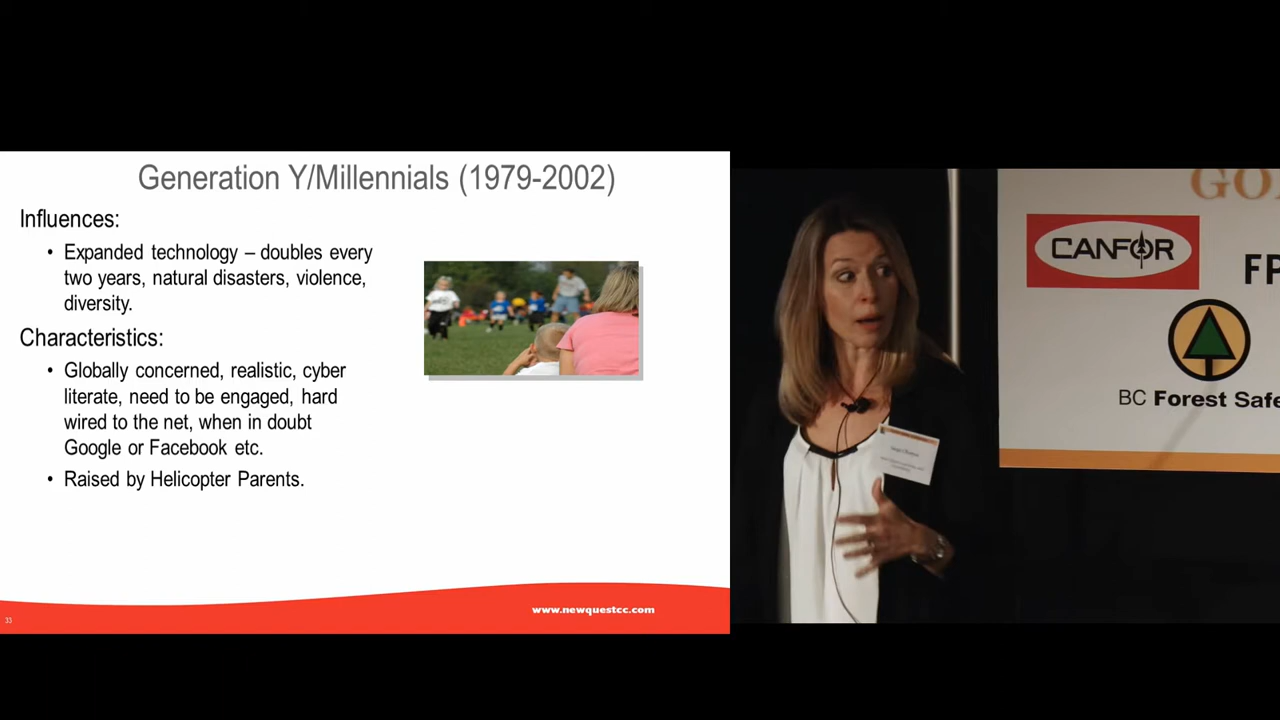 Generation Y/Millennials (1979-2002)
Influences:
• Expanded technology – doubles every
two years, natural disasters, violence,
diversity.
Characteristics:
• Globally concerned, realistic, cyber
literate, need to be engaged, hard
wired to the net, when in doubt
Google or Facebook etc.
• Raised by Helicopter Parents.
www.newquestcc.com
33
GO
CANFOR
FP
BC Forest Safe